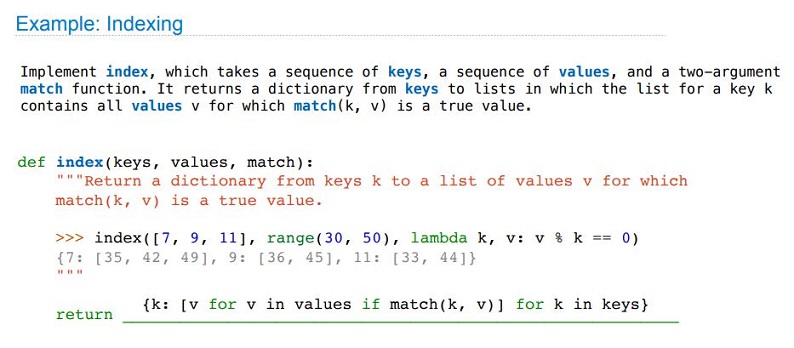 Example: Indexing
Implement index, which takes a sequence of keys, a sequence of values, and a two-argument
match function. It returns a dictionary from keys to lists in which the list for a key k
contains all values v for which match(k, v) is a true value.
def index(keys, values, match):
"""Return a dictionary from keys k to a list of values v for which
match(k, v) is a true value.
>>> index([7, 9, 11], range(30, 50), lambda k, v: v % k == 0)
{7: [35, 42, 49], 9: [36, 45], 11: [33, 44]}
"""
return {k: [v for v in values if match(k, v)] for k in keys}